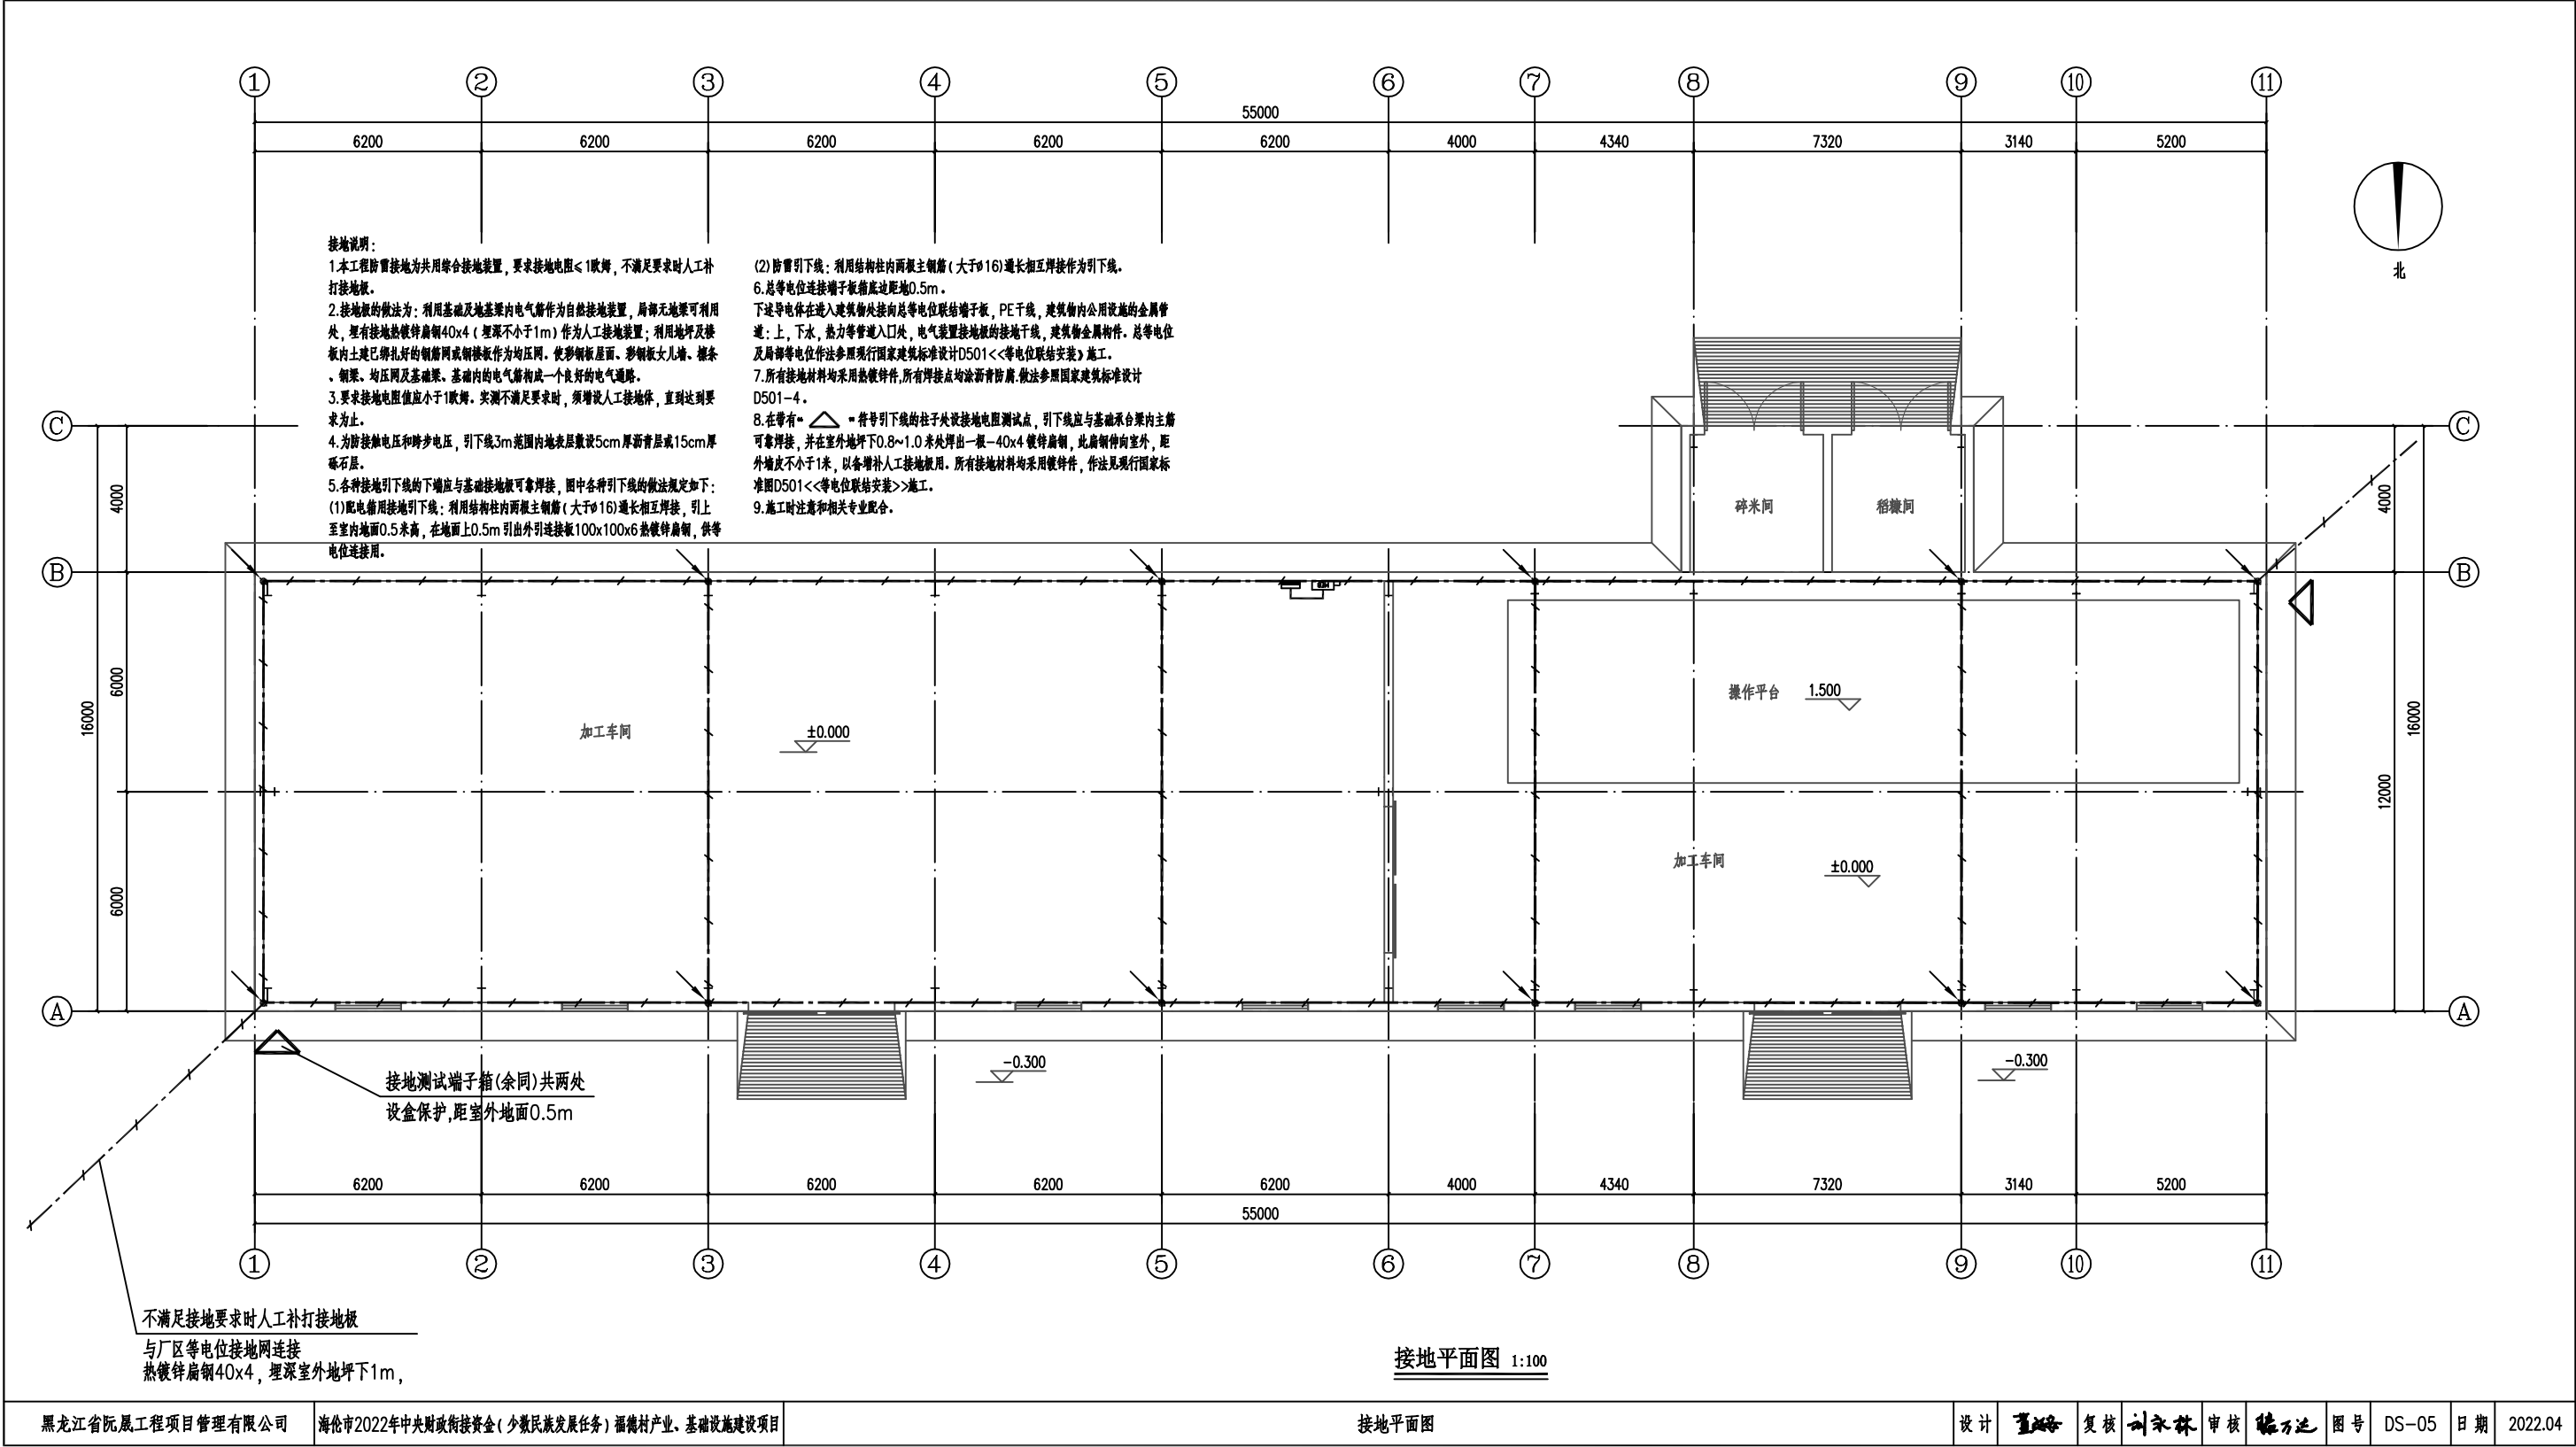 ① ② ③ ④ ⑤ ⑥ ⑦ ⑧ ⑨ ⑩ ⑪
55000
6200 6200 6200 6200 6200 4000 4340 7320 3140 5200
北
接地说明：
1.本工程防雷接地为共用综合接地装置，要求接地电阻≤1欧姆，不满足要求时人工补
打接地极。
2.接地极的做法为：利用基础及地基梁内电气筋作为自然接地装置，局部无地梁可利用
处，埋有接地热镀锌扁钢40x4（埋深不小于1m）作为人工接地装置；利用地坪及楼
板内土建已绑扎好的钢筋网或钢楼板作为均压网。使彩钢板屋面、彩钢板女儿墙、檩条
、钢梁、均压网及基础梁、基础内的电气筋构成一个良好的电气通路。
3.要求接地电阻值应小于1欧姆。实测不满足要求时，须增设人工接地体，直到达到要
求为止。
4.为防接触电压和跨步电压，引下线3m范围内地表层敷设5cm厚沥青层或15cm厚
砾石层。
5.各种接地引下线的下端应与基础接地极可靠焊接，图中各种引下线的做法规定如下：
(1)配电箱用接地引下线：利用结构柱内两根主钢筋(大于ø16)通长相互焊接，引上
至室内地面0.5米高，在地面上0.5m引出外引连接板100x100x6热镀锌扁钢，供等
电位连接用。
(2)防雷引下线：利用结构柱内两根主钢筋(大于ø16)通长相互焊接作为引下线。
6.总等电位连接端子板箱底边距地0.5m。
下述导电体在进入建筑物处接向总等电位联结端子板，PE干线，建筑物内公用设施的金属管
道：上，下水，热力等管道入口处，电气装置接地极的接地干线，建筑物金属构件。总等电位
及局部等电位作法参照现行国家建筑标准设计D501<<等电位联结安装》施工。
7.所有接地材料均采用热镀锌件,所有焊接点均涂沥青防腐.做法参照国家建筑标准设计
D501-4。
8.在带有“ ”符号引下线的柱子处设接地电阻测试点，引下线应与基础承台梁内主筋
可靠焊接，并在室外地坪下0.8~1.0米处焊出一根-40x4镀锌扁钢，此扁钢伸向室外，距
外墙皮不小于1米，以备增补人工接地极用。所有接地材料均采用镀锌件，作法见现行国家标
准图D501<<等电位联结安装>>施工。
9.施工时注意和相关专业配合。
Ⓒ Ⓒ
4000 4000
碎米间 稻糠间
Ⓑ Ⓑ
6000
操作平台 1.500
16000 16000
加工车间 ±0.000
12000
加工车间 ±0.000
6000
Ⓐ Ⓐ
-0.300 -0.300
接地测试端子箱(余同)共两处
设盒保护,距室外地面0.5m
6200 6200 6200 6200 6200 4000 4340 7320 3140 5200
55000
① ② ③ ④ ⑤ ⑥ ⑦ ⑧ ⑨ ⑩ ⑪
不满足接地要求时人工补打接地极
与厂区等电位接地网连接
热镀锌扁钢40x4，埋深室外地坪下1m，
接地平面图 1:100
黑龙江省阮晟工程项目管理有限公司 海伦市2022年中央财政衔接资金（少数民族发展任务）福德村产业、基础设施建设项目 接地平面图 设计 复核 刘永林 审核 图号 DS-05 日期 2022.04